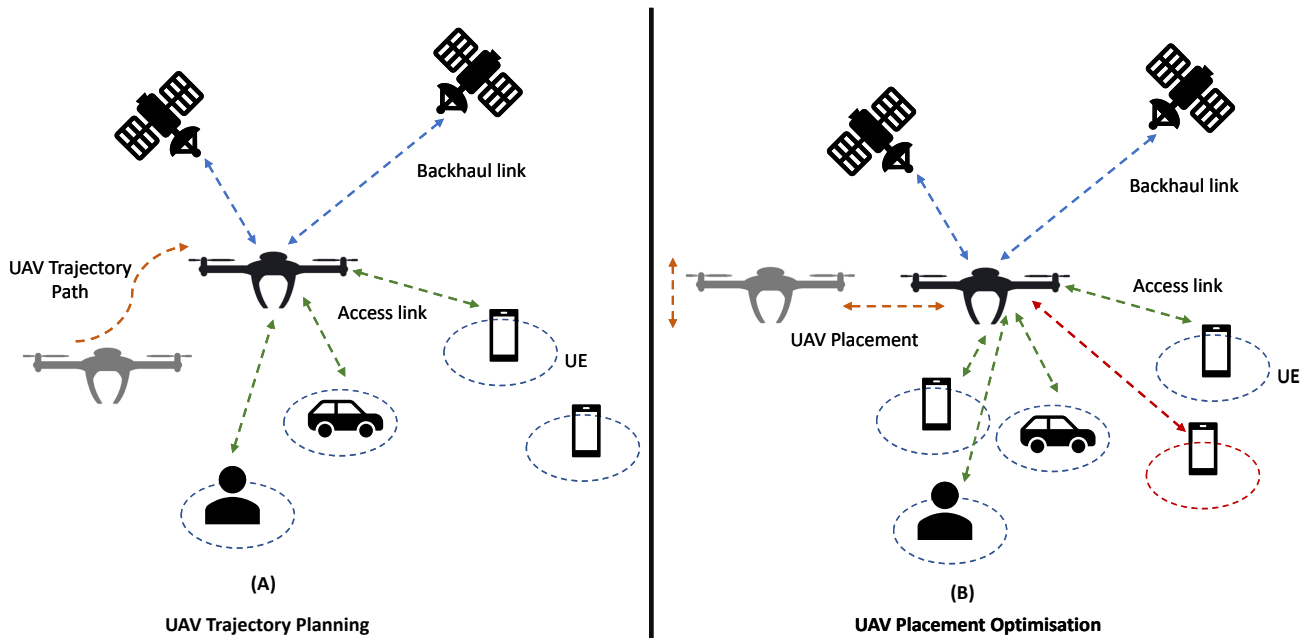 Backhaul link
UAV Trajectory
Path
Access link
UE
(A)
UAV Trajectory Planning
Backhaul link
Access link
UAV Placement
UE
(B)
UAV Placement Optimisation